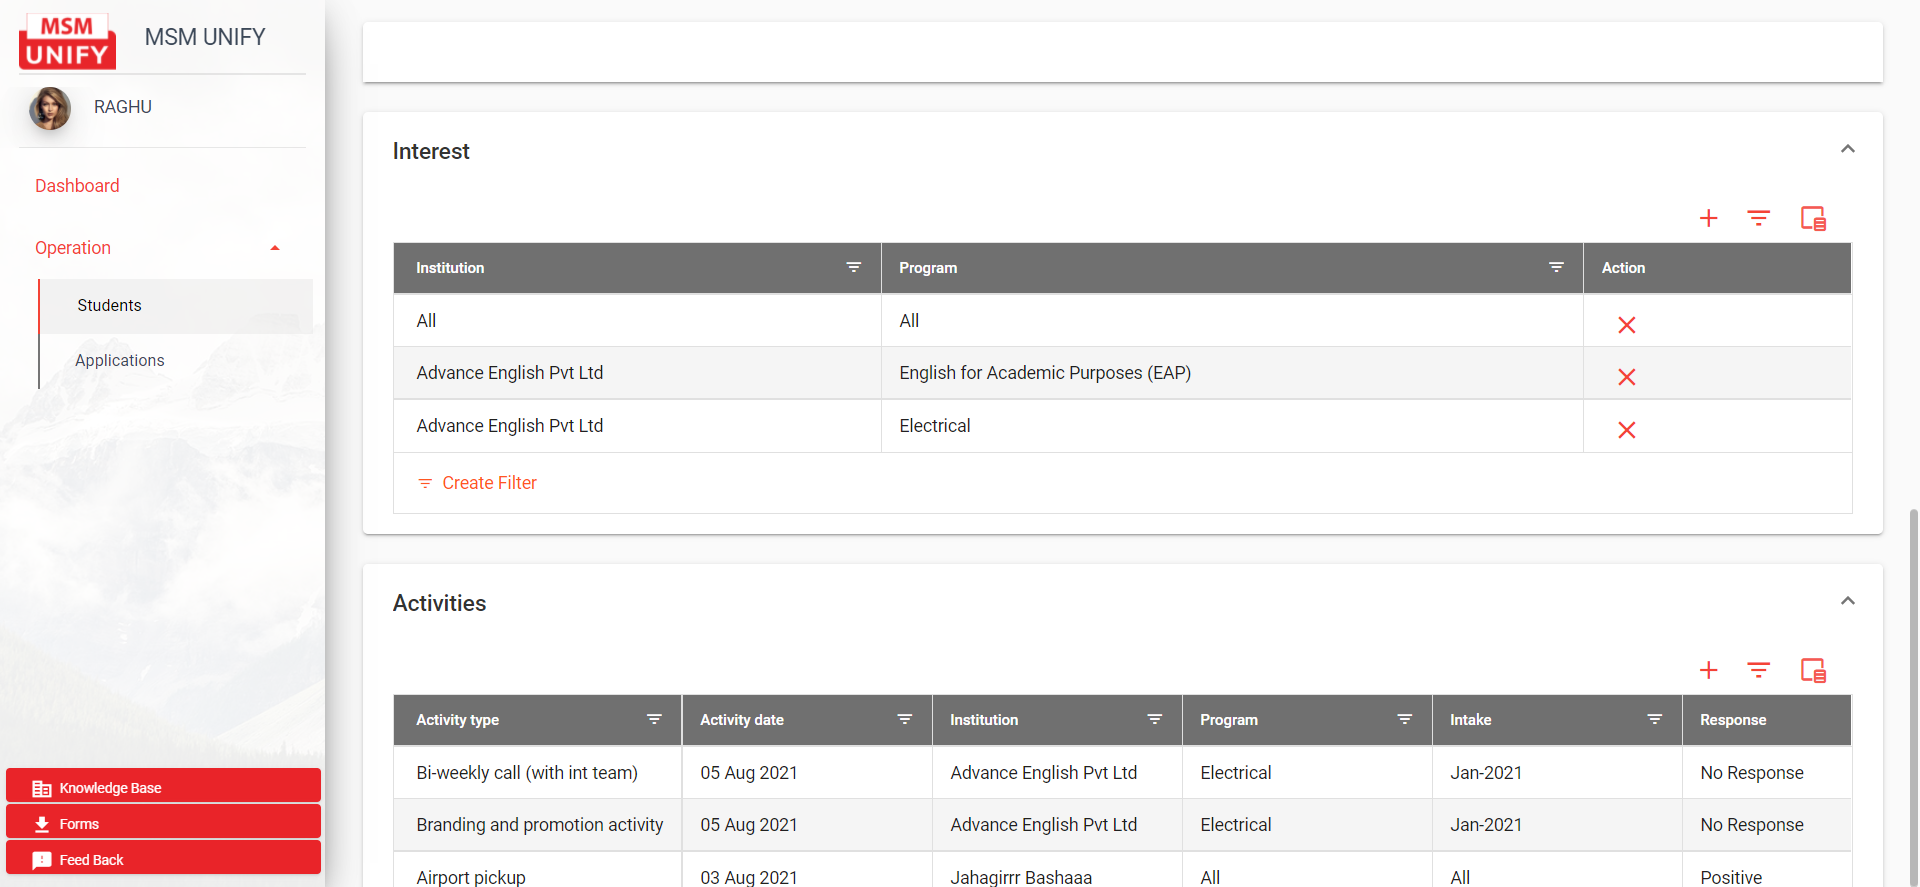 MSM
UNIFY
MSM UNIFY
RAGHU
Dashboard
Operation
Students
Applications
Knowledge Base
Forms
Feed Back
Interest
Institution Program Action
All All
Advance English Pvt Ltd English for Academic Purposes (EAP)
Advance English Pvt Ltd Electrical
Create Filter
Activities
Activity type Activity date Institution Program Intake Response
Bi-weekly call (with int team) 05 Aug 2021 Advance English Pvt Ltd Electrical Jan-2021 No Response
Branding and promotion activity 05 Aug 2021 Advance English Pvt Ltd Electrical Jan-2021 No Response
Airport pickup 03 Aug 2021 Jahagirrr Bashaaa All All Positive